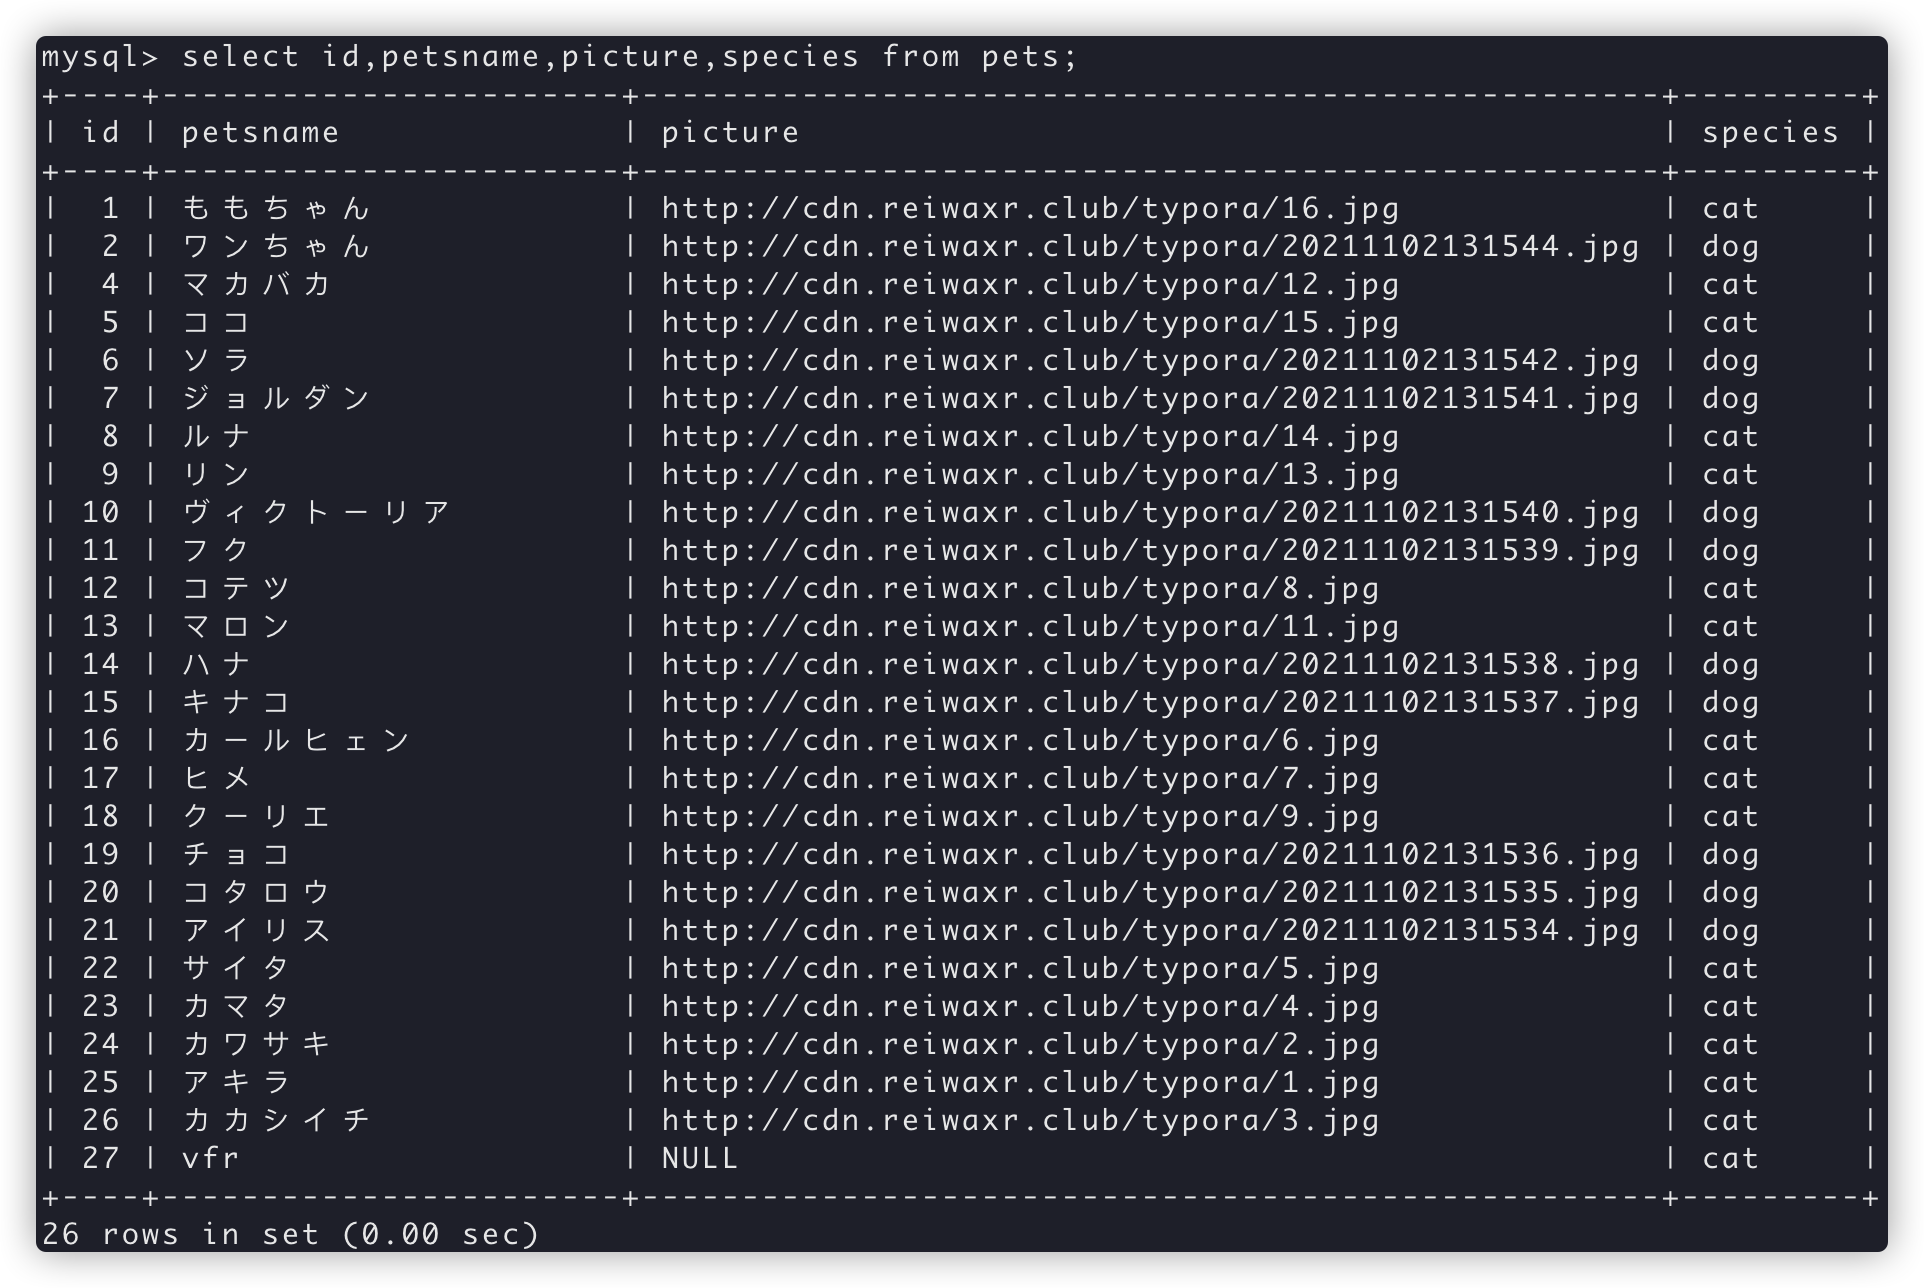 mysql> select id,petsname,picture,species from pets;
+----+-----------------------+---------------------------------------------------+---------+
| id | petsname | picture | species |
+----+-----------------------+---------------------------------------------------+---------+
| 1 | ももちゃん | http://cdn.reiwaxr.club/typora/16.jpg | cat |
| 2 | ワンちゃん | http://cdn.reiwaxr.club/typora/20211102131544.jpg | dog |
| 4 | マカバカ | http://cdn.reiwaxr.club/typora/12.jpg | cat |
| 5 | ココ | http://cdn.reiwaxr.club/typora/15.jpg | cat |
| 6 | ソラ | http://cdn.reiwaxr.club/typora/20211102131542.jpg | dog |
| 7 | ジョルダン | http://cdn.reiwaxr.club/typora/20211102131541.jpg | dog |
| 8 | ルナ | http://cdn.reiwaxr.club/typora/14.jpg | cat |
| 9 | リン | http://cdn.reiwaxr.club/typora/13.jpg | cat |
| 10 | ヴィクトーリア | http://cdn.reiwaxr.club/typora/20211102131540.jpg | dog |
| 11 | フク | http://cdn.reiwaxr.club/typora/20211102131539.jpg | dog |
| 12 | コテツ | http://cdn.reiwaxr.club/typora/8.jpg | cat |
| 13 | マロン | http://cdn.reiwaxr.club/typora/11.jpg | cat |
| 14 | ハナ | http://cdn.reiwaxr.club/typora/20211102131538.jpg | dog |
| 15 | キナコ | http://cdn.reiwaxr.club/typora/20211102131537.jpg | dog |
| 16 | カールヒェン | http://cdn.reiwaxr.club/typora/6.jpg | cat |
| 17 | ヒメ | http://cdn.reiwaxr.club/typora/7.jpg | cat |
| 18 | クーリエ | http://cdn.reiwaxr.club/typora/9.jpg | cat |
| 19 | チョコ | http://cdn.reiwaxr.club/typora/20211102131536.jpg | dog |
| 20 | コタロウ | http://cdn.reiwaxr.club/typora/20211102131535.jpg | dog |
| 21 | アイリス | http://cdn.reiwaxr.club/typora/20211102131534.jpg | dog |
| 22 | サイタ | http://cdn.reiwaxr.club/typora/5.jpg | cat |
| 23 | カマタ | http://cdn.reiwaxr.club/typora/4.jpg | cat |
| 24 | カワサキ | http://cdn.reiwaxr.club/typora/2.jpg | cat |
| 25 | アキラ | http://cdn.reiwaxr.club/typora/1.jpg | cat |
| 26 | カカシイチ | http://cdn.reiwaxr.club/typora/3.jpg | cat |
| 27 | vfr | NULL | cat |
+----+-----------------------+---------------------------------------------------+---------+
26 rows in set (0.00 sec)